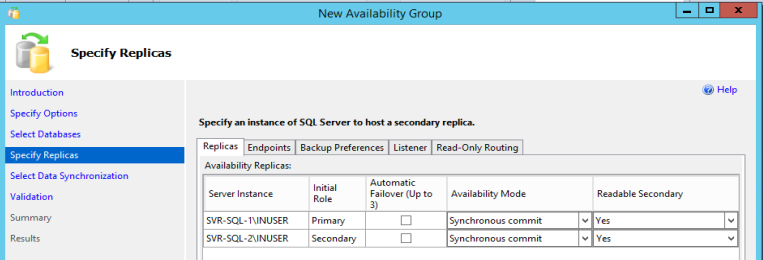 New Availability Group
Specify Replicas
Help
Introduction
Specify Options
Select Databases
Specify Replicas
Select Data Synchronization
Validation
Summary
Results
Specify an instance of SQL Server to host a secondary replica.
Replicas Endpoints Backup Preferences Listener Read-Only Routing
Availability Replicas:
Server Instance Initial Role Automatic Failover (Up to 3) Availability Mode Readable Secondary
SVR-SQL-1\INUSER Primary Synchronous commit Yes
SVR-SQL-2\INUSER Secondary Synchronous commit Yes